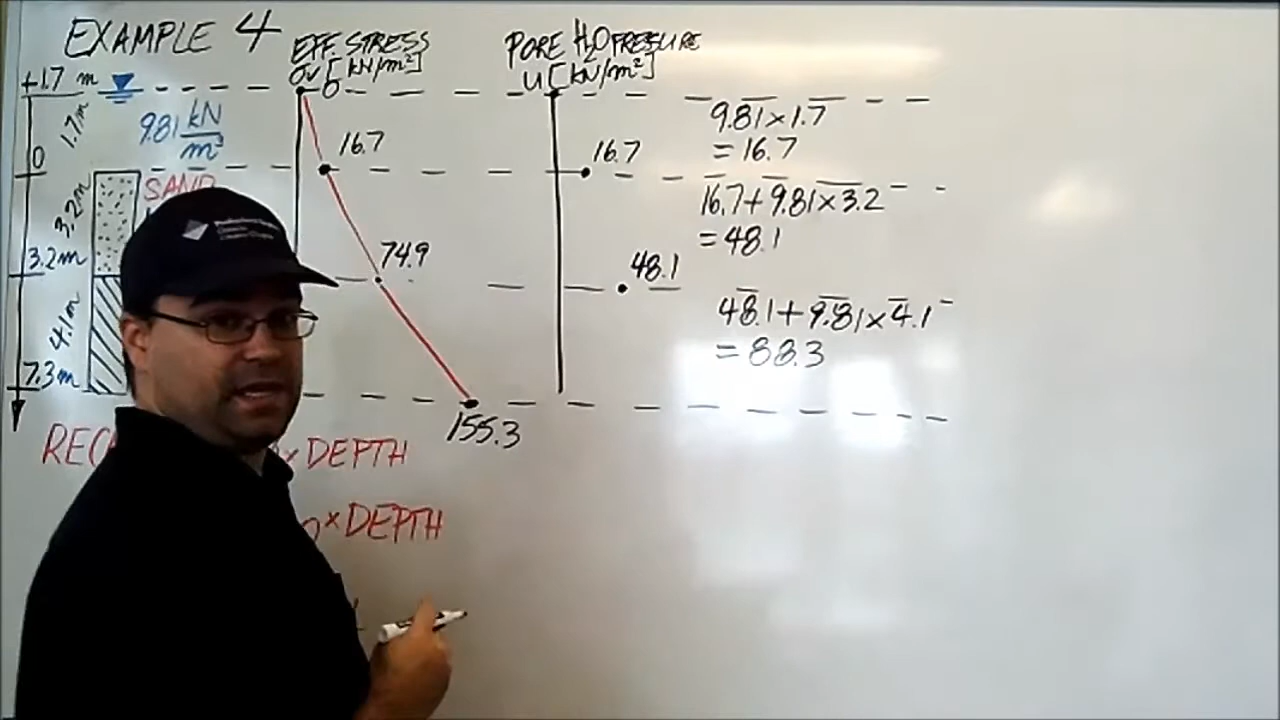 EXAMPLE 4
EFF. STRESS
σv [kN/m²]
PORE H2O PRESSURE
u [kN/m²]
+1.7 m
0
1.7m
9.81 kN/m³
9.81×1.7
= 16.7
16.7
16.7
0
SAND
3.2m
16.7+9.81×3.2
= 48.1
3.2m
74.9
48.1
4.1m
48.1+9.81×4.1
= 88.3
7.3m
155.3
× DEPTH
× DEPTH